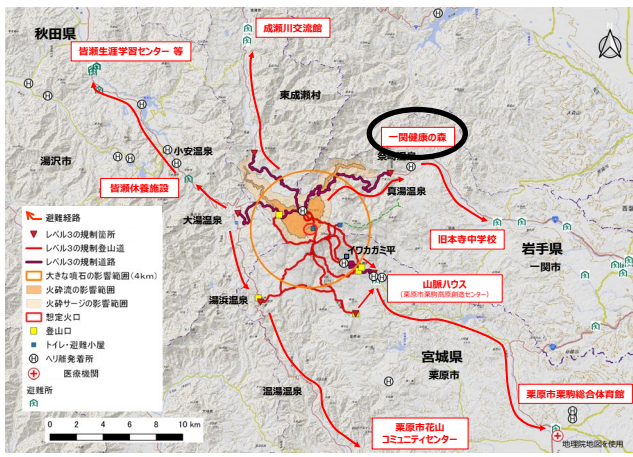 秋田県
皆瀬生涯学習センター 等
成瀬川交流館
東成瀬村
一関健康の森
小安温泉
湯沢市
真湯温泉
皆瀬休養施設
大湯温泉
旧本寺中学校
岩手県
一関市
イワカガミ平
山脈ハウス
(栗原市栗駒高原創造センター)
湯浜温泉
宮城県
栗原市
温湯温泉
栗原市花山
コミュニティセンター
栗原市栗駒総合体育館
避難経路
レベル3の規制箇所
レベル3の規制登山道
レベル3の規制道路
大きな噴石の影響範囲(4km)
火砕流の影響範囲
火砕サージの影響範囲
想定火口
登山口
トイレ・避難小屋
ヘリ離発着所
医療機関
避難所
0 2 4 6 8 10 km
地理院地図を使用